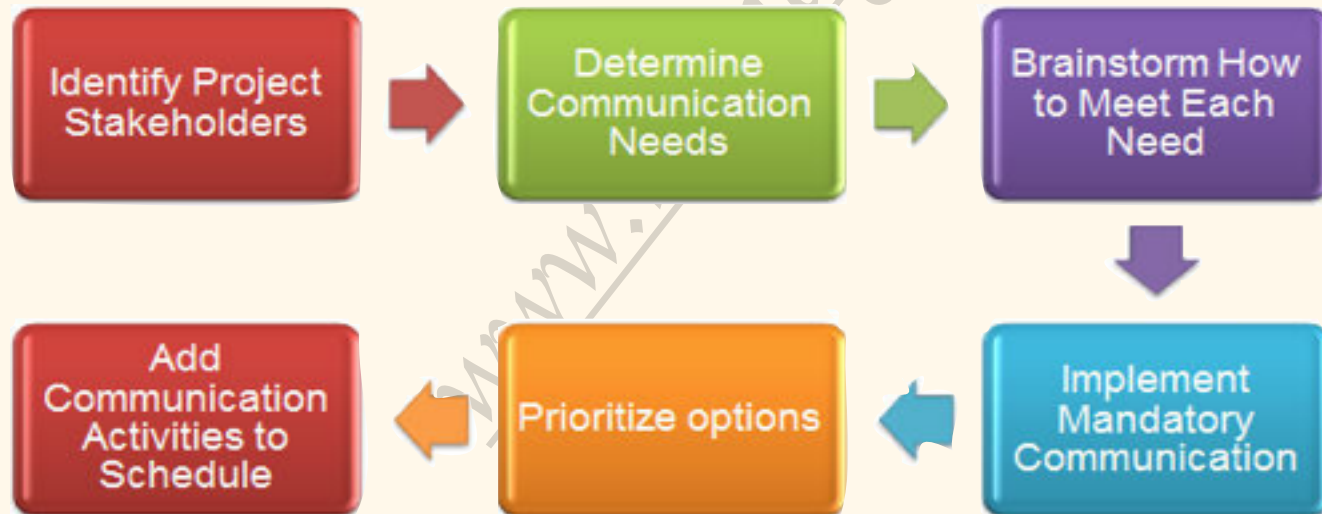 Identify Project
Stakeholders
Determine
Communication
Needs
Brainstorm How
to Meet Each
Need
Implement
Mandatory
Communication
Prioritize options
Add
Communication
Activities to
Schedule
www.